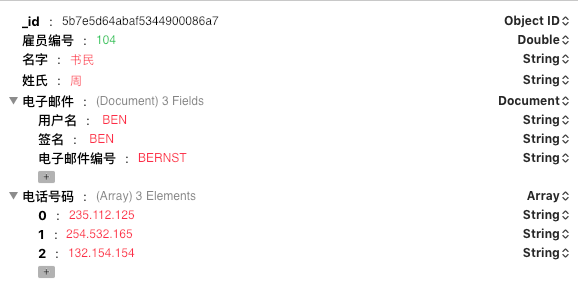 _id : 5b7e5d64abaf5344900086a7 Object ID
雇员编号 : 104 Double
名字 : 书民 String
姓氏 : 周 String
电子邮件 : (Document) 3 Fields Document
用户名 : BEN String
签名 : BEN String
电子邮件编号 : BERNST String
+
电话号码 : (Array) 3 Elements Array
0 : 235.112.125 String
1 : 254.532.165 String
2 : 132.154.154 String
+